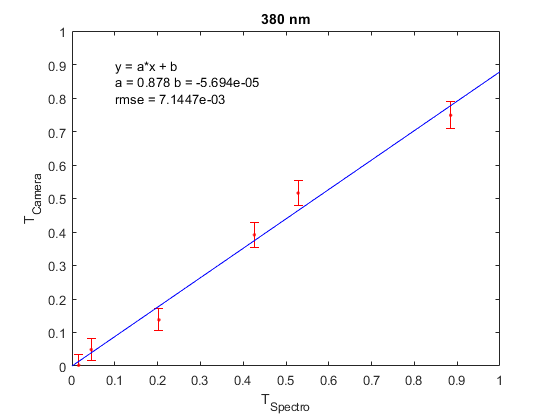 380 nm
y = a*x + b
a = 0.878 b = -5.694e-05
rmse = 7.1447e-03
1
0.9
0.8
0.7
0.6
0.5
0.4
0.3
0.2
0.1
0
T_Camera
0 0.1 0.2 0.3 0.4 0.5 0.6 0.7 0.8 0.9 1
T_Spectro